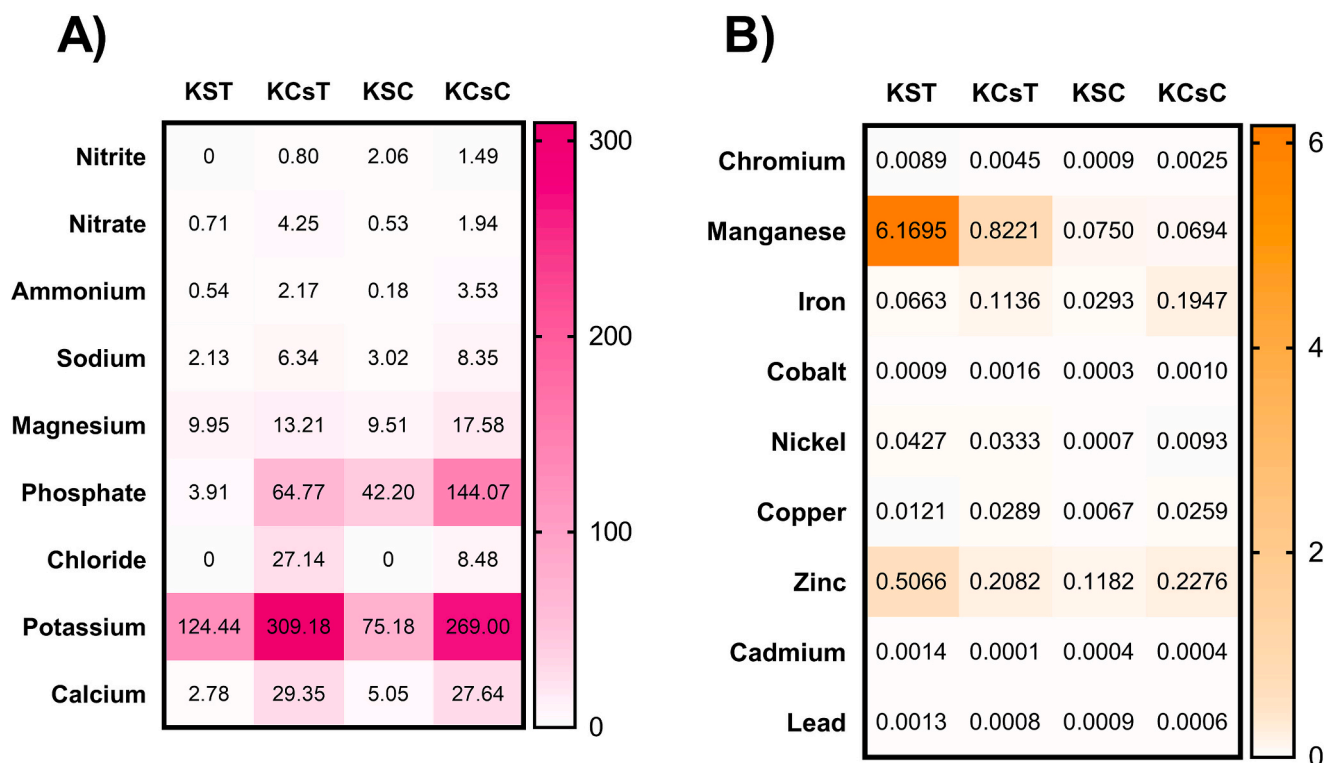 A)
KST KCsT KSC KCsC
Nitrite 0 0.80 2.06 1.49
Nitrate 0.71 4.25 0.53 1.94
Ammonium 0.54 2.17 0.18 3.53
Sodium 2.13 6.34 3.02 8.35
Magnesium 9.95 13.21 9.51 17.58
Phosphate 3.91 64.77 42.20 144.07
Chloride 0 27.14 0 8.48
Potassium 124.44 309.18 75.18 269.00
Calcium 2.78 29.35 5.05 27.64
300
200
100
0
B)
KST KCsT KSC KCsC
Chromium 0.0089 0.0045 0.0009 0.0025
Manganese 6.1695 0.8221 0.0750 0.0694
Iron 0.0663 0.1136 0.0293 0.1947
Cobalt 0.0009 0.0016 0.0003 0.0010
Nickel 0.0427 0.0333 0.0007 0.0093
Copper 0.0121 0.0289 0.0067 0.0259
Zinc 0.5066 0.2082 0.1182 0.2276
Cadmium 0.0014 0.0001 0.0004 0.0004
Lead 0.0013 0.0008 0.0009 0.0006
6
4
2
0